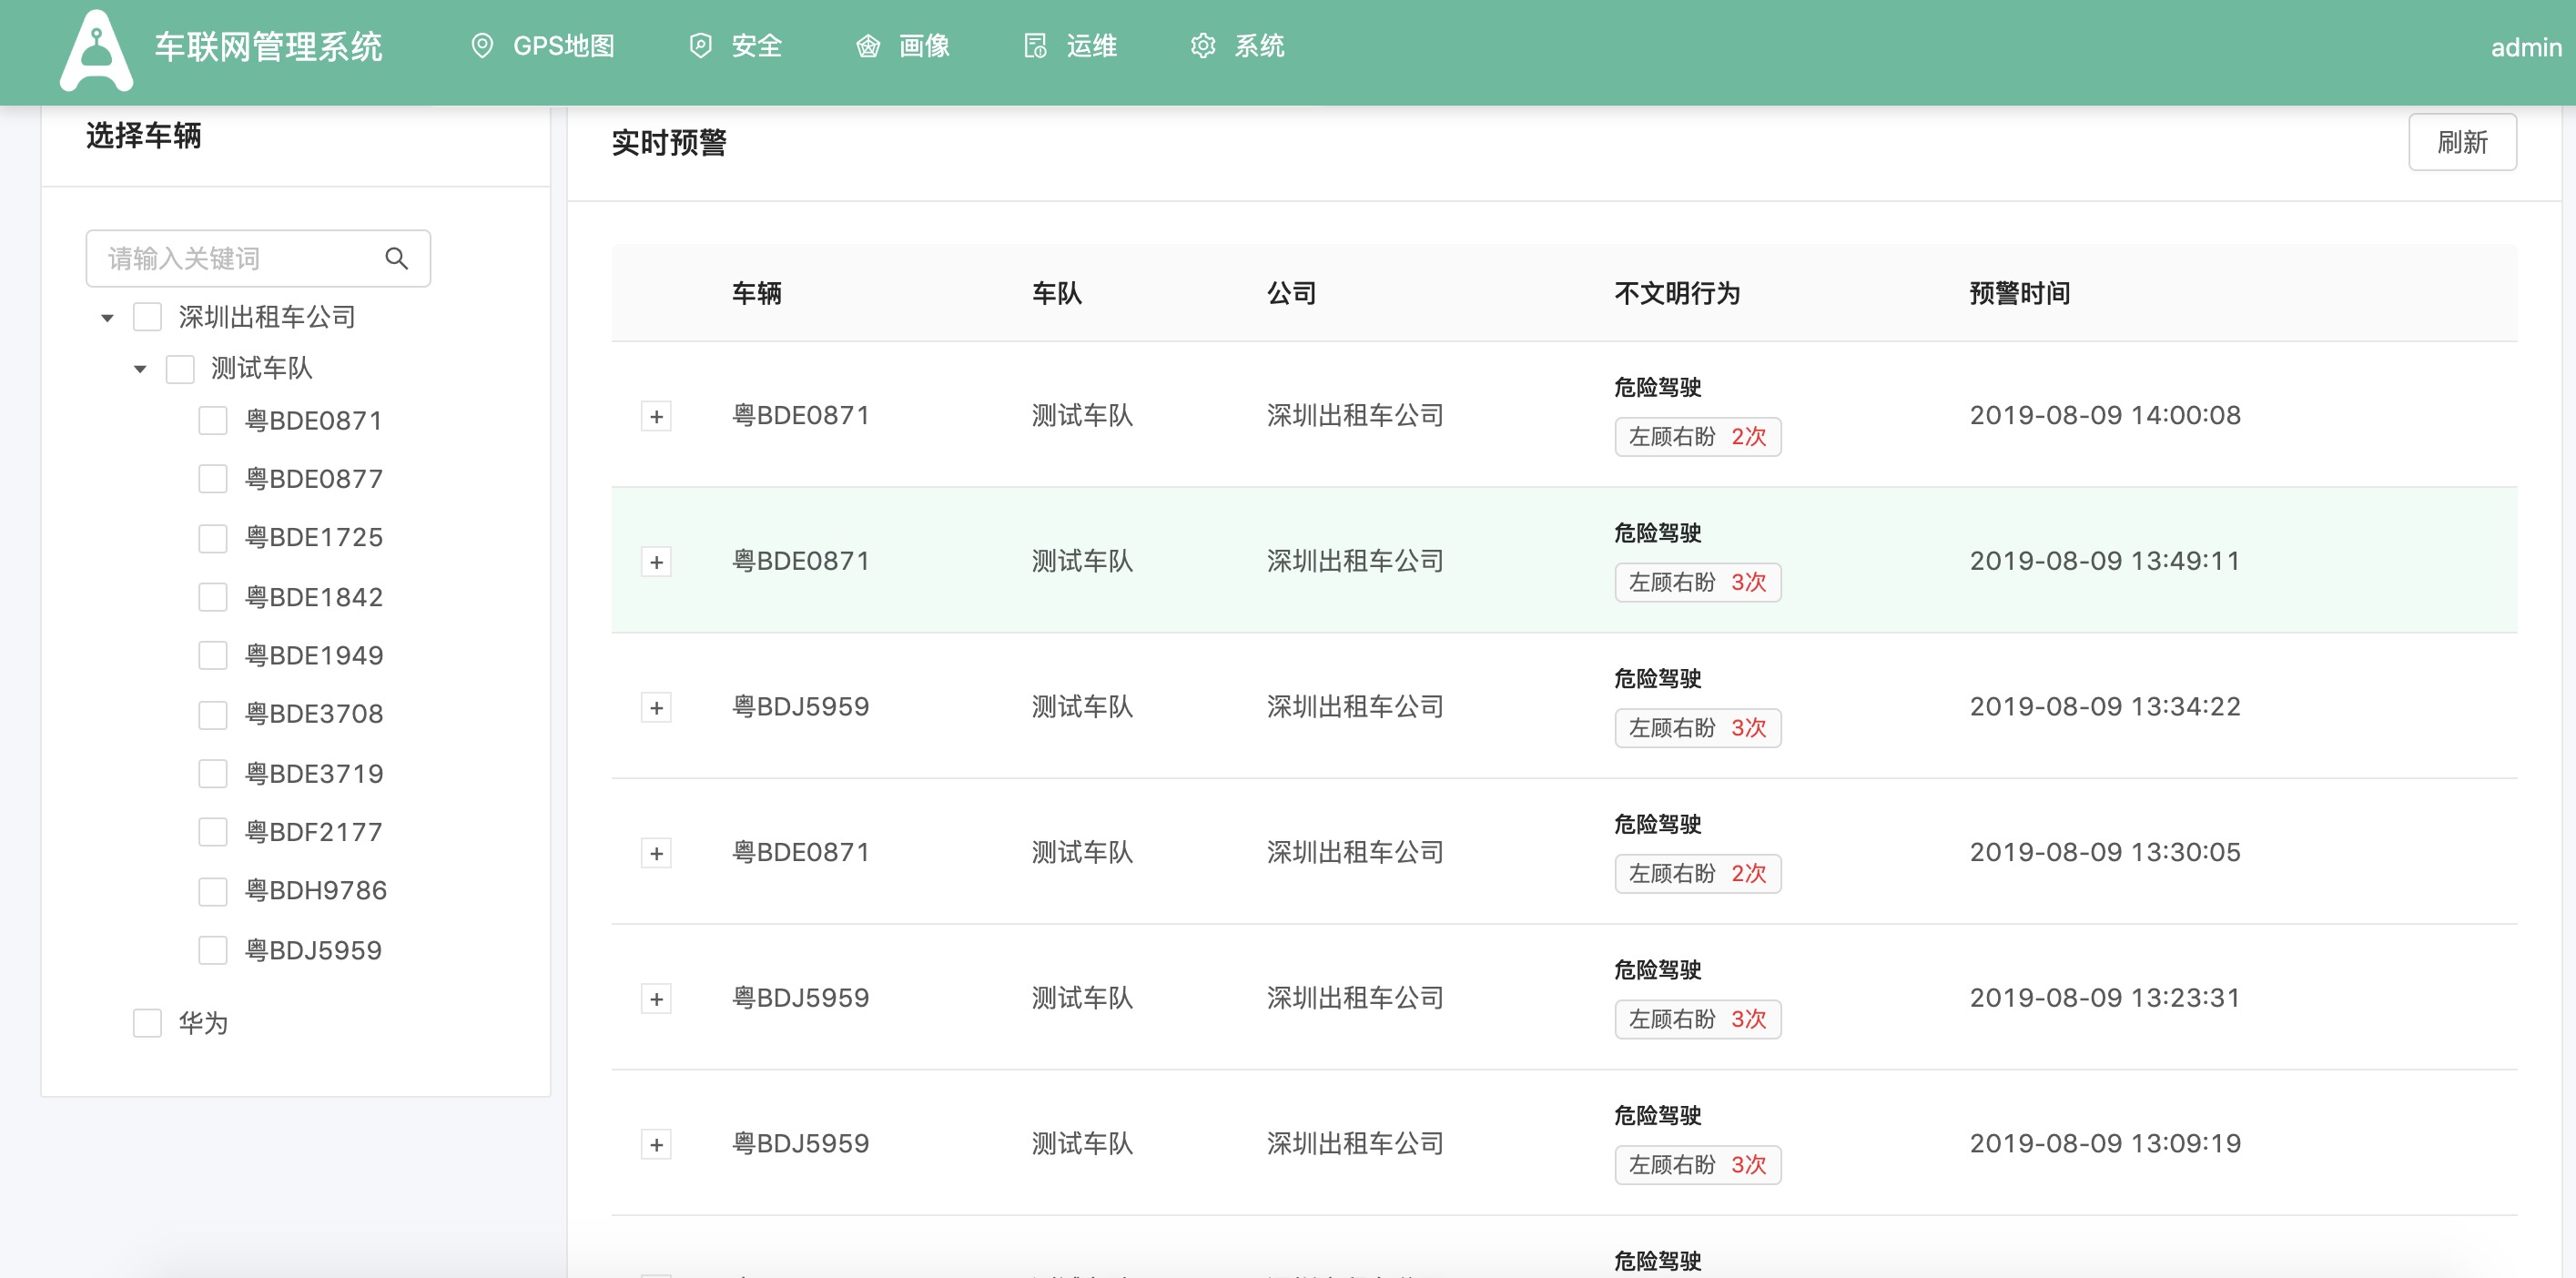 车联网管理系统 GPS地图 安全 画像 运维 系统 admin
选择车辆
请输入关键词
深圳出租车公司
测试车队
粤BDE0871
粤BDE0877
粤BDE1725
粤BDE1842
粤BDE1949
粤BDE3708
粤BDE3719
粤BDF2177
粤BDH9786
粤BDJ5959
华为
实时预警 刷新
车辆 车队 公司 不文明行为 预警时间
危险驾驶
粤BDE0871 测试车队 深圳出租车公司 2019-08-09 14:00:08
左顾右盼 2次
危险驾驶
粤BDE0871 测试车队 深圳出租车公司 2019-08-09 13:49:11
左顾右盼 3次
危险驾驶
粤BDJ5959 测试车队 深圳出租车公司 2019-08-09 13:34:22
左顾右盼 3次
危险驾驶
粤BDE0871 测试车队 深圳出租车公司 2019-08-09 13:30:05
左顾右盼 2次
危险驾驶
粤BDJ5959 测试车队 深圳出租车公司 2019-08-09 13:23:31
左顾右盼 3次
危险驾驶
粤BDJ5959 测试车队 深圳出租车公司 2019-08-09 13:09:19
左顾右盼 3次
危险驾驶